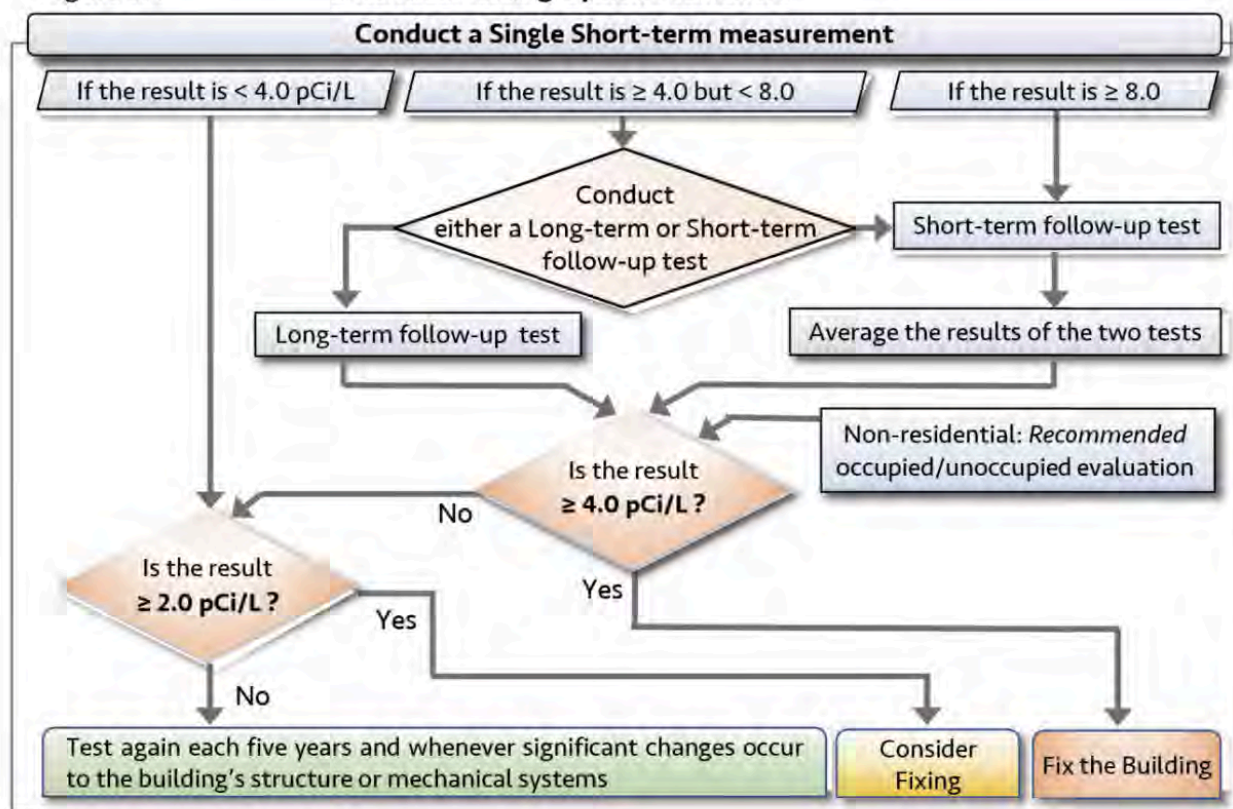 Conduct a Single Short-term measurement
If the result is < 4.0 pCi/L
If the result is ≥ 4.0 but < 8.0
If the result is ≥ 8.0
Conduct
either a Long-term or Short-term
follow-up test
Short-term follow-up test
Long-term follow-up test
Average the results of the two tests
Non-residential: Recommended
occupied/unoccupied evaluation
Is the result
≥ 4.0 pCi/L ?
No
Yes
Is the result
≥ 2.0 pCi/L ?
Yes
No
Test again each five years and whenever significant changes occur
to the building's structure or mechanical systems
Consider
Fixing
Fix the Building